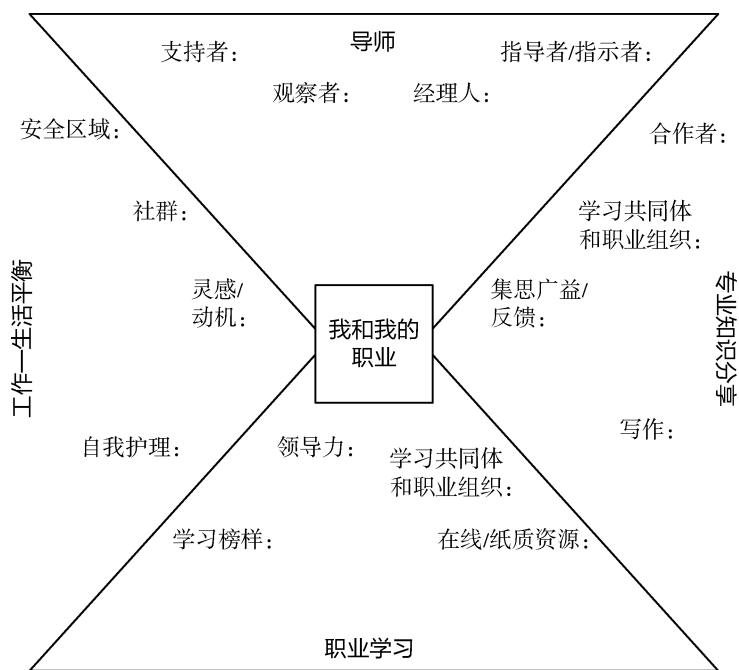 导师
支持者：
指导者/指示者：
观察者：
经理人：
安全区域：
社群：
灵感/
动机：
自我护理：
工作—生活平衡
合作者：
学习共同体
和职业组织：
集思广益/
反馈：
写作：
专业知识分享
我和我的
职业
领导力：
学习共同体
和职业组织：
学习榜样：
在线/纸质资源：
职业学习